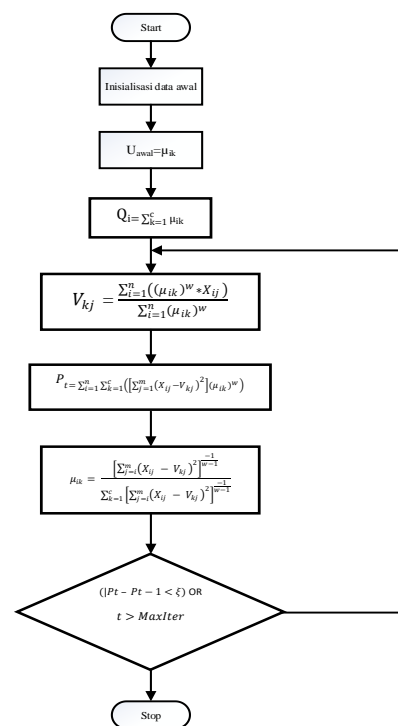 Start
Inisialisasi data awal
U_awal=μ_ik
Q_i=∑_{k=1}^{c} μ_ik
V_kj = ∑_{i=1}^{n}((μ_ik)^w*X_ij) / ∑_{i=1}^{n}(μ_ik)^w
P_t=∑_{i=1}^{n} ∑_{k=1}^{c}([∑_{j=1}^{m}(X_ij−V_kj)^2](μ_ik)^w)
μ_ik = [∑_{j=i}^{m}(X_ij − V_kj)^2]^{-1/(w−1)} / ∑_{k=1}^{c}[∑_{j=i}^{m}(X_ij − V_kj)^2]^{-1/(w−1)}
(|Pt – Pt − 1 < ξ) OR
t > MaxIter
Stop